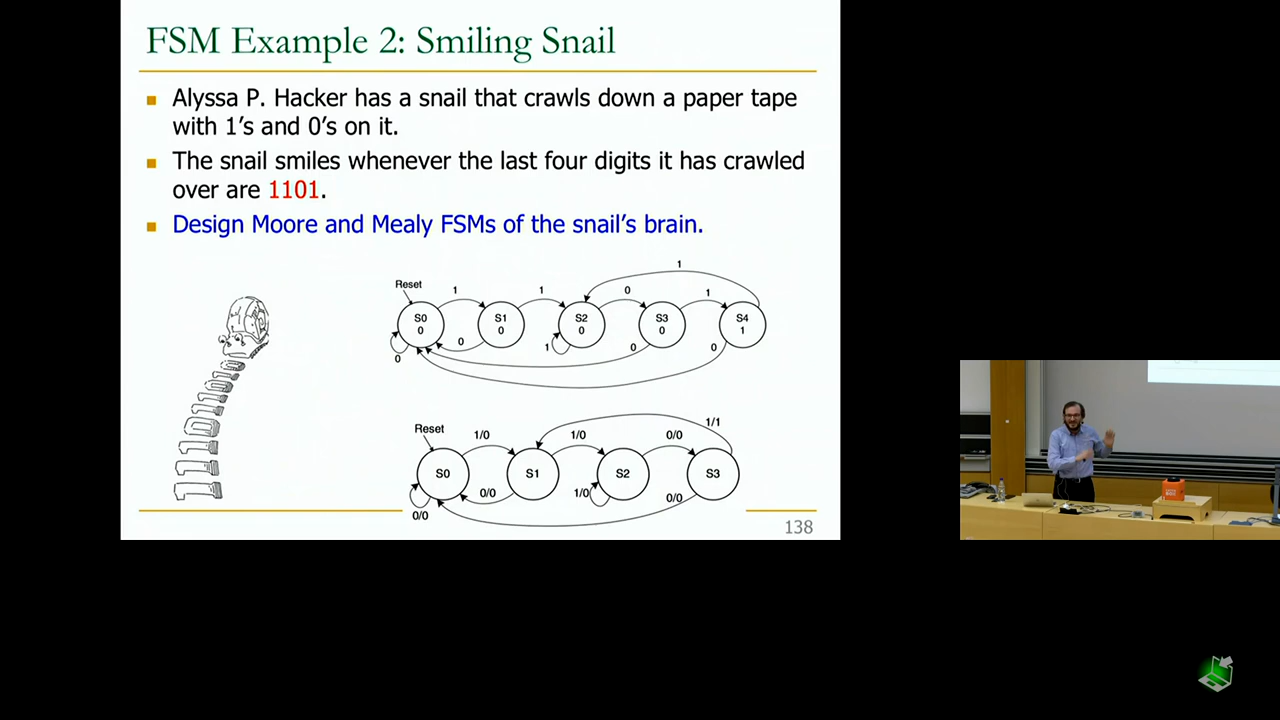 FSM Example 2: Smiling Snail
Alyssa P. Hacker has a snail that crawls down a paper tape
with 1's and 0's on it.
The snail smiles whenever the last four digits it has crawled
over are 1101.
Design Moore and Mealy FSMs of the snail's brain.
1
Reset
1 1 0 1
S0 S1 S2 S3 S4
0 0 0 0 1
0 1 0 0
0
1/1
Reset
1/0 1/0 0/0
S0 S1 S2 S3
0/0 1/0 0/0
0/0
138